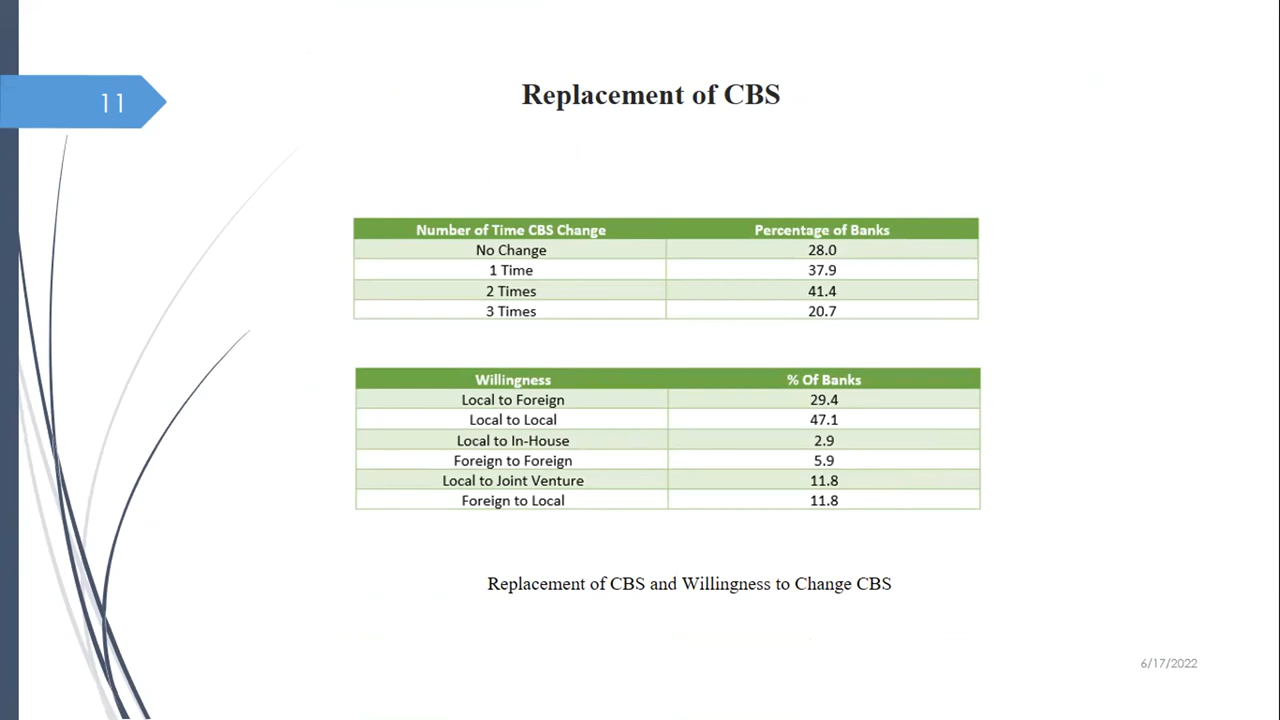 11
Replacement of CBS
Number of Time CBS Change Percentage of Banks
No Change 28.0
1 Time 37.9
2 Times 41.4
3 Times 20.7
Willingness % Of Banks
Local to Foreign 29.4
Local to Local 47.1
Local to In-House 2.9
Foreign to Foreign 5.9
Local to Joint Venture 11.8
Foreign to Local 11.8
Replacement of CBS and Willingness to Change CBS
6/17/2022